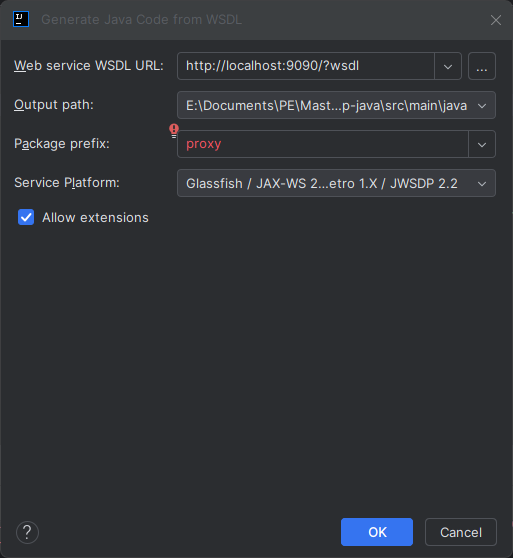 Generate Java Code from WSDL
Web service WSDL URL: http://localhost:9090/?wsdl ...
Output path: E:\Documents\PE\Mast...p-java\src\main\java
Package prefix: proxy
Service Platform: Glassfish / JAX-WS 2...etro 1.X / JWSDP 2.2
Allow extensions
? OK Cancel